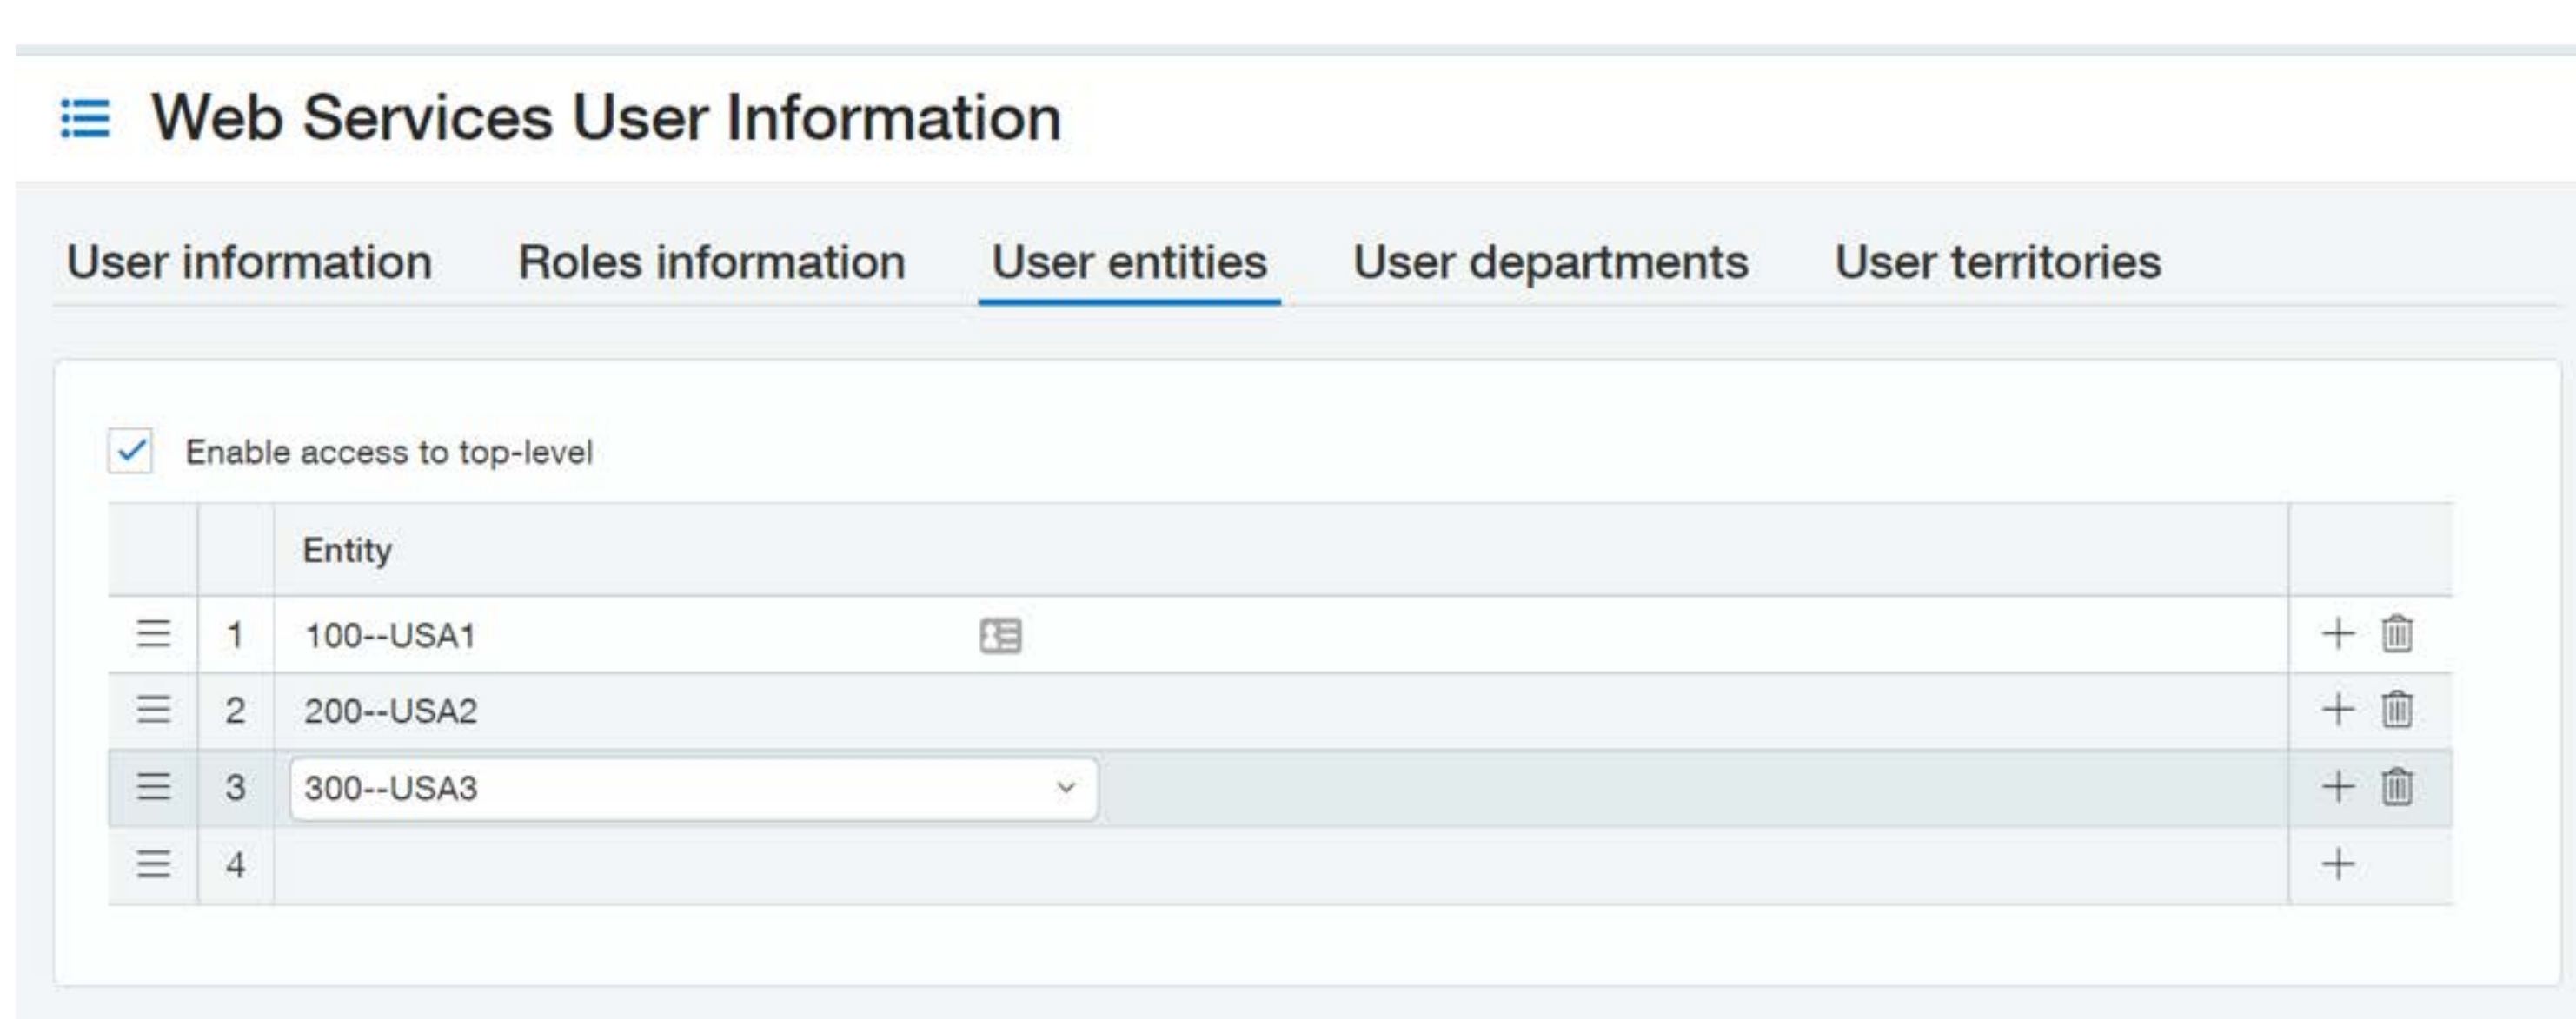 Web Services User Information
User information Roles information User entities User departments User territories
Enable access to top-level
Entity
1 100--USA1
2 200--USA2
3 300--USA3
4